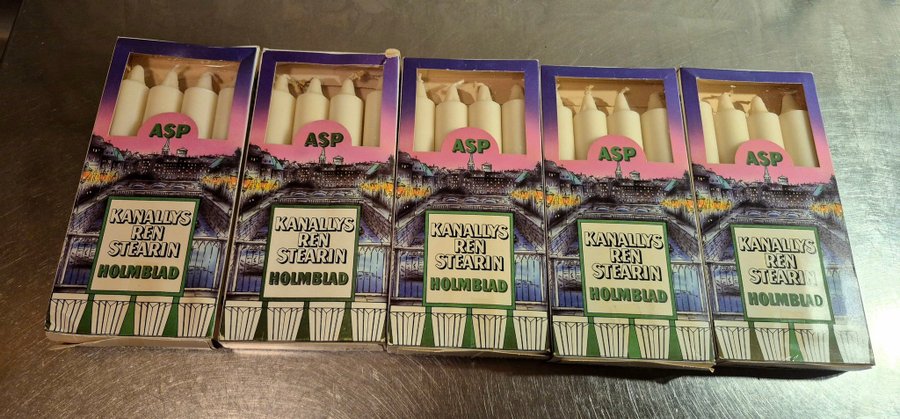 ASP
KANALLYS
REN
STEARIN
HOLMBLAD
ASP
KANALLYS
REN
STEARIN
HOLMBLAD
ASP
KANALLYS
REN
STEARIN
HOLMBLAD
ASP
KANALLYS
REN
STEARIN
HOLMBLAD
ASP
KANALLYS
REN
STEARIN
HOLMBLAD